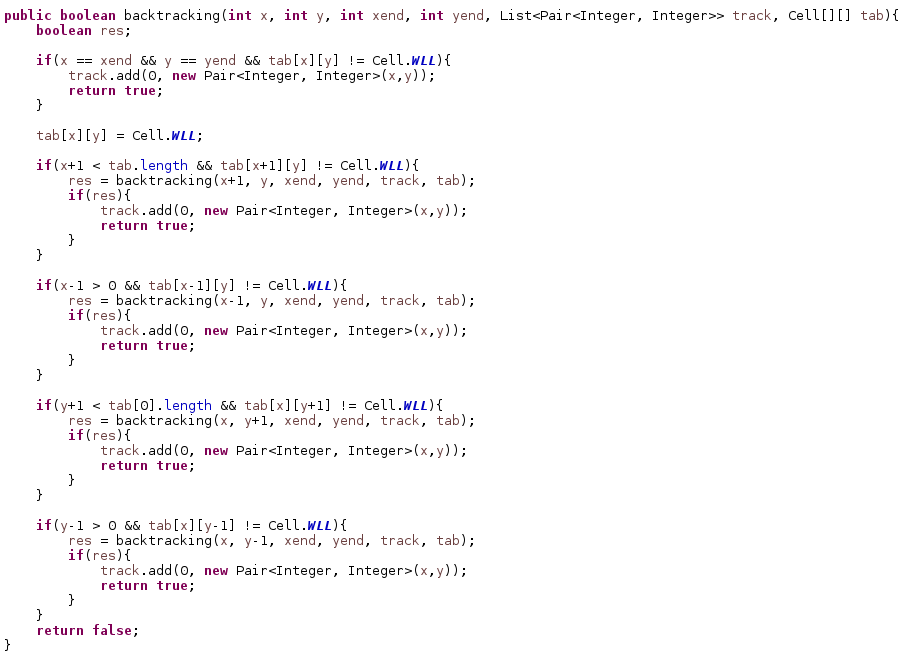 public boolean backtracking(int x, int y, int xend, int yend, List<Pair<Integer, Integer>> track, Cell[][] tab){
    boolean res;

    if(x == xend && y == yend && tab[x][y] != Cell.WLL){
        track.add(0, new Pair<Integer, Integer>(x,y));
        return true;
    }

    tab[x][y] = Cell.WLL;

    if(x+1 < tab.length && tab[x+1][y] != Cell.WLL){
        res = backtracking(x+1, y, xend, yend, track, tab);
        if(res){
            track.add(0, new Pair<Integer, Integer>(x,y));
            return true;
        }
    }

    if(x-1 > 0 && tab[x-1][y] != Cell.WLL){
        res = backtracking(x-1, y, xend, yend, track, tab);
        if(res){
            track.add(0, new Pair<Integer, Integer>(x,y));
            return true;
        }
    }

    if(y+1 < tab[0].length && tab[x][y+1] != Cell.WLL){
        res = backtracking(x, y+1, xend, yend, track, tab);
        if(res){
            track.add(0, new Pair<Integer, Integer>(x,y));
            return true;
        }
    }

    if(y-1 > 0 && tab[x][y-1] != Cell.WLL){
        res = backtracking(x, y-1, xend, yend, track, tab);
        if(res){
            track.add(0, new Pair<Integer, Integer>(x,y));
            return true;
        }
    }
    return false;
}